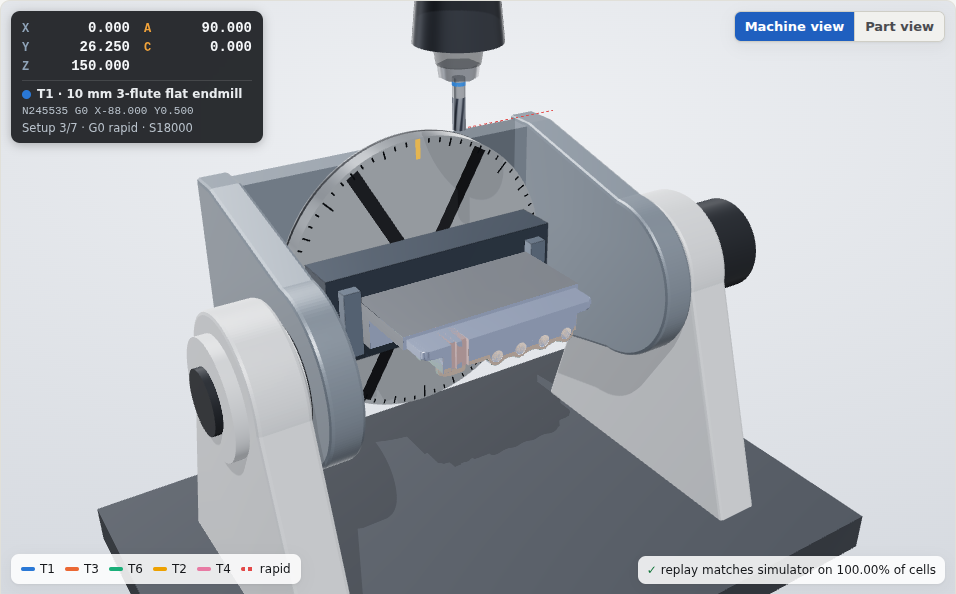 X 0.000 A 90.000
Y 26.250 C 0.000
Z 150.000
T1 · 10 mm 3-flute flat endmill
N245535 G0 X-88.000 Y0.500
Setup 3/7 · G0 rapid · S18000
Machine view Part view
T1 T3 T6 T2 T4 rapid
✓ replay matches simulator on 100.00% of cells